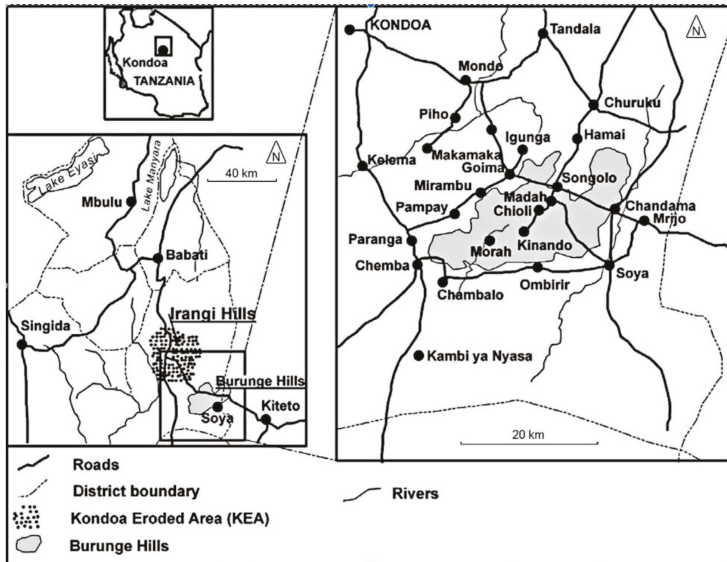 Kondoa
TANZANIA
N
Lake Eyasi
Lake Manyara
40 km
Mbulu
Babati
Singida
Irangi Hills
Burunge Hills
Soya
Kiteto
N
KONDOA
Tandala
Mondo
Churuku
Piho
Igunga
Hamai
Kelema
Makamaka
Goima
Songolo
Mirambu
Madah
Chandama
Pampay
Chioli
Mrijo
Paranga
Kinando
Morah
Chemba
Soya
Ombirir
Chambalo
Kambi ya Nyasa
20 km
Roads
District boundary
Rivers
Kondoa Eroded Area (KEA)
Burunge Hills